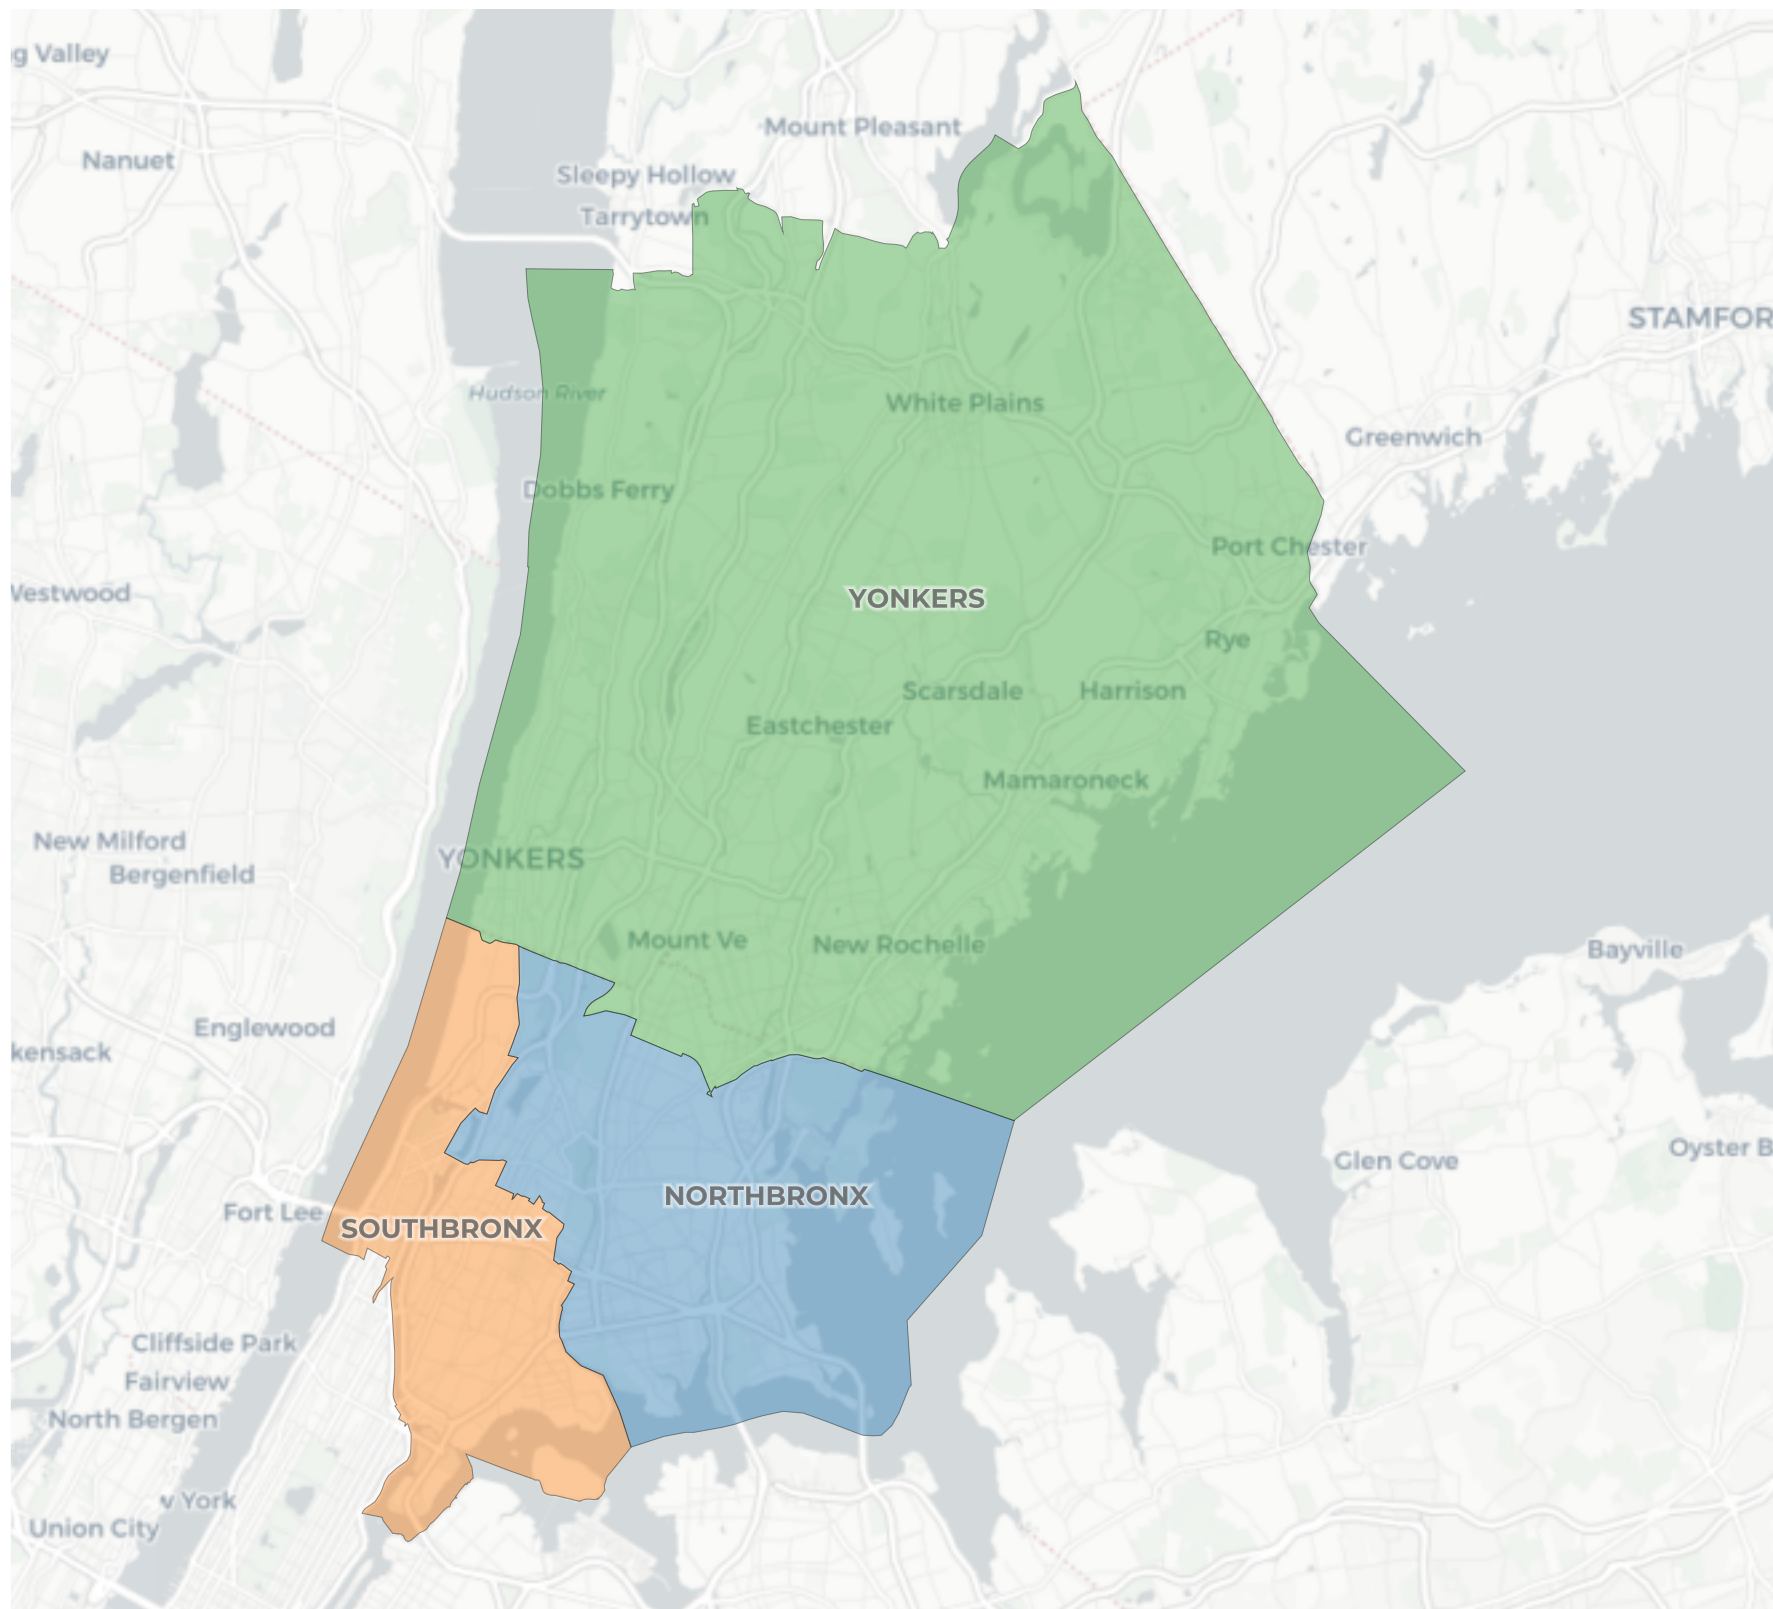 g Valley
Mount Pleasant
Nanuet
Sleepy Hollow
Tarrytown
STAMFOR
Hudson River
White Plains
Greenwich
Dobbs Ferry
Port Chester
Westwood
YONKERS
Rye
Scarsdale
Harrison
Eastchester
Mamaroneck
New Milford
YONKERS
Bergenfield
Mount Ve
New Rochelle
Bayville
Englewood
kensack
Oyster B
Glen Cove
NORTHBRONX
Fort Lee
SOUTHBRONX
Cliffside Park
Fairview
North Bergen
w York
Union City